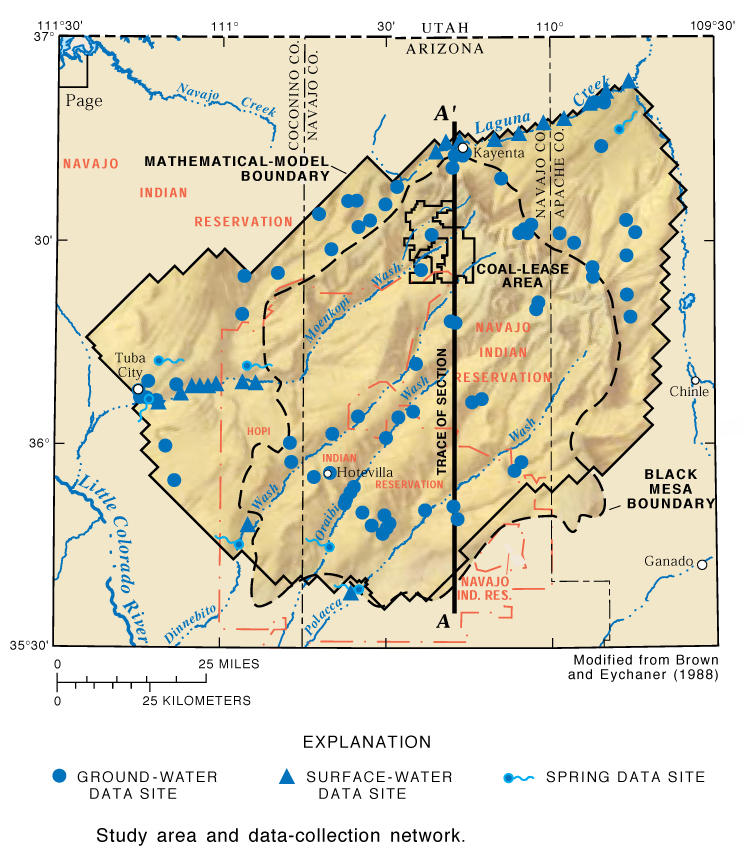 111°30'
111°
30'
UTAH
ARIZONA
110°
109°30'
37°
Page
Navajo
Creek
COCONINO CO.
NAVAJO CO.
A'
Laguna
Creek
Kayenta
NAVAJO CO.
APACHE CO.
NAVAJO
INDIAN
RESERVATION
MATHEMATICAL-MODEL
BOUNDARY
30'
Wash
Moenkopi
COAL-LEASE
AREA
NAVAJO
INDIAN
RESERVATION
Tuba
City
Wash
Chinle
TRACE OF SECTION
HOPI
36°
Wash
INDIAN
Hotevilla
RESERVATION
Wash
Oraibi
BLACK
MESA
BOUNDARY
Little Colorado River
Ganado
NAVAJO
IND. RES.
Dinnebito
Polacca
A
35°30'
0
25 MILES
0
25 KILOMETERS
Modified from Brown
and Eychaner (1988)
EXPLANATION
GROUND-WATER
DATA SITE
SURFACE-WATER
DATA SITE
SPRING DATA SITE
Study area and data-collection network.